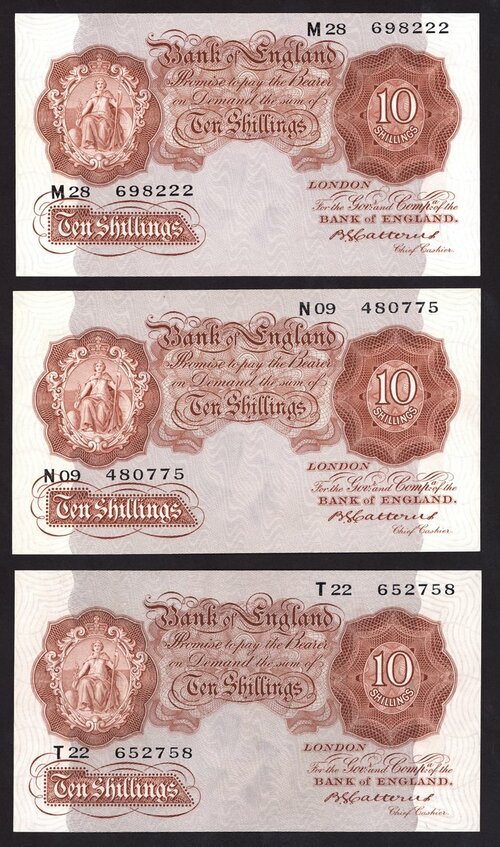 M28 698222
Bank of England
Promise to pay the Bearer
on Demand the sum of
Ten Shillings
10
SHILLINGS
M28 698222
Ten Shillings
LONDON
For the Govr. and Compa. of the
BANK of ENGLAND.
B.G. Catterns
Chief Cashier.
N09 480775
Bank of England
Promise to pay the Bearer
on Demand the sum of
Ten Shillings
10
SHILLINGS
N09 480775
Ten Shillings
LONDON
For the Govr. and Compa. of the
BANK of ENGLAND.
B.G. Catterns
Chief Cashier.
T22 652758
Bank of England
Promise to pay the Bearer
on Demand the sum of
Ten Shillings
10
SHILLINGS
T22 652758
Ten Shillings
LONDON
For the Govr. and Compa. of the
BANK of ENGLAND.
B.G. Catterns
Chief Cashier.